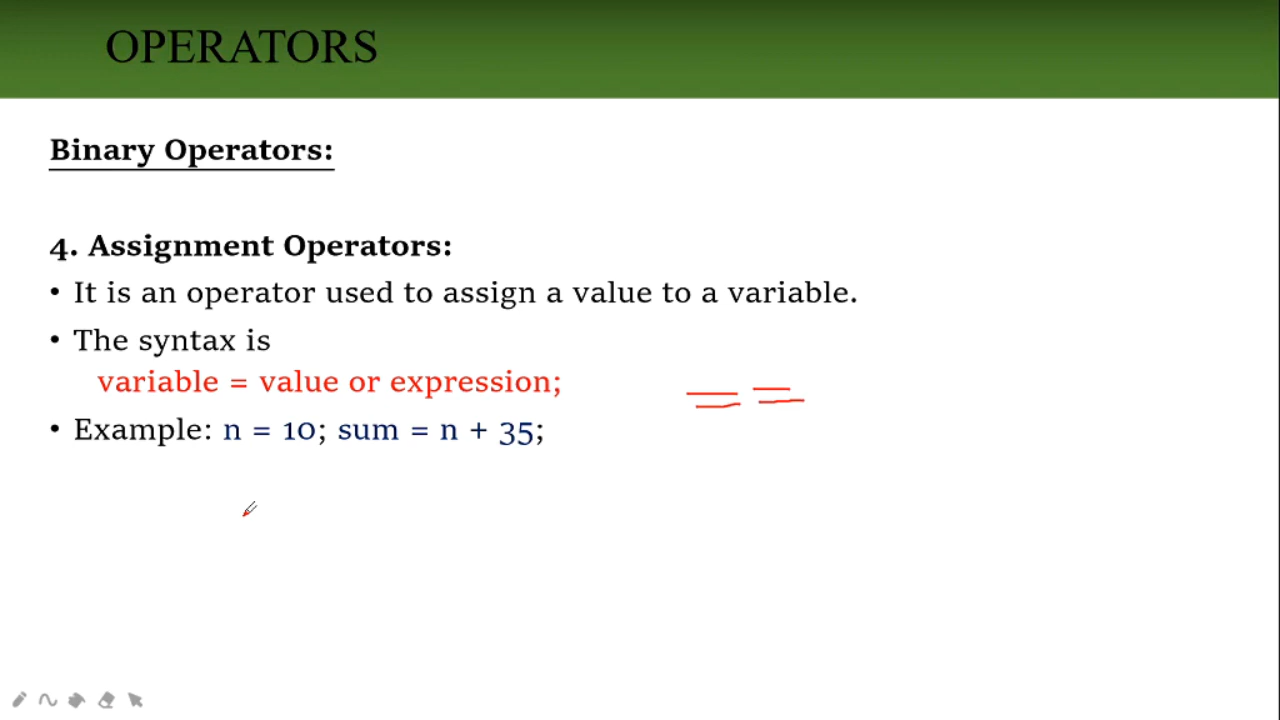 OPERATORS
Binary Operators:
4. Assignment Operators:
• It is an operator used to assign a value to a variable.
• The syntax is
variable = value or expression;
= =
• Example: n = 10; sum = n + 35;